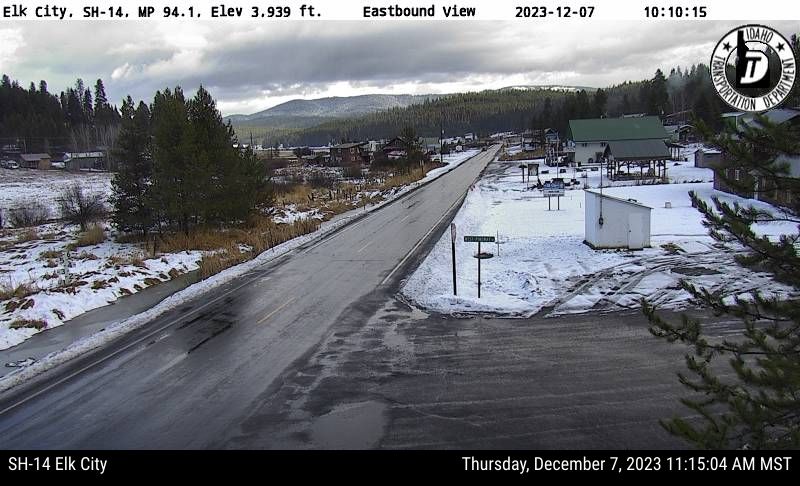 Elk City, SH-14, MP 94.1, Elev 3,939 ft. Eastbound View 2023-12-07 10:10:15
IDAHO TRANSPORTATION DEPARTMENT
SH-14 Elk City Thursday, December 7, 2023 11:15:04 AM MST